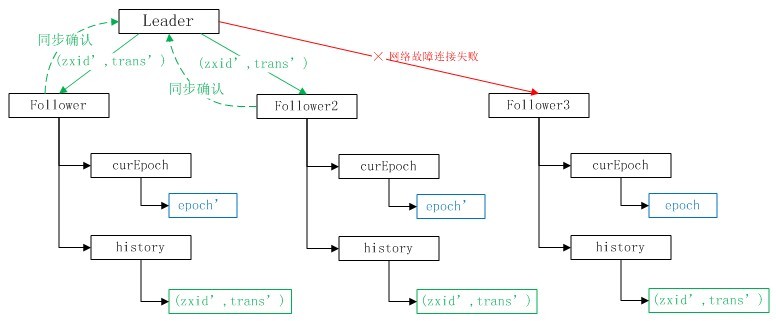 Leader
同步确认
(zxid',trans')
(zxid',trans')
同步确认
× 网络故障连接失败
Follower
Follower2
Follower3
curEpoch
curEpoch
curEpoch
epoch'
epoch'
epoch
history
history
history
(zxid',trans')
(zxid',trans')
(zxid',trans')